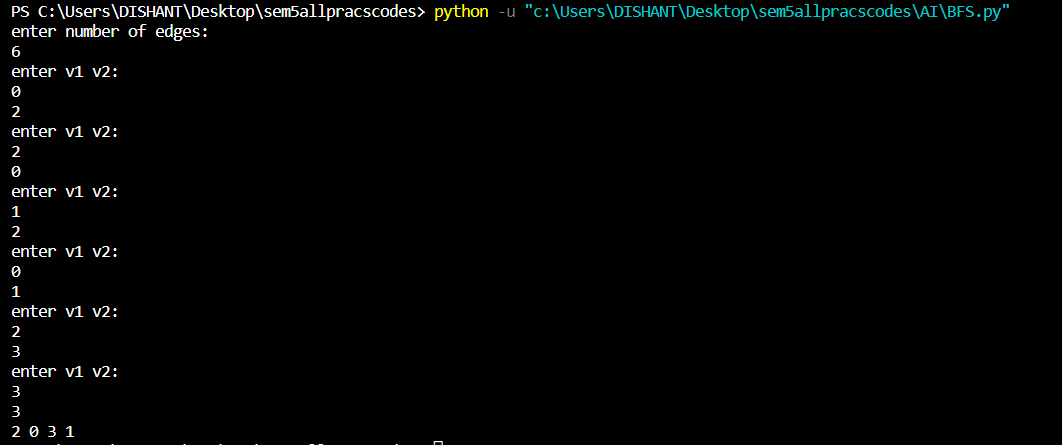 PS C:\Users\DISHANT\Desktop\sem5allpracscodes> python -u "c:\Users\DISHANT\Desktop\sem5allpracscodes\AI\BFS.py"
enter number of edges:
6
enter v1 v2:
0
2
enter v1 v2:
2
0
enter v1 v2:
1
2
enter v1 v2:
0
1
enter v1 v2:
2
3
enter v1 v2:
3
3
2 0 3 1